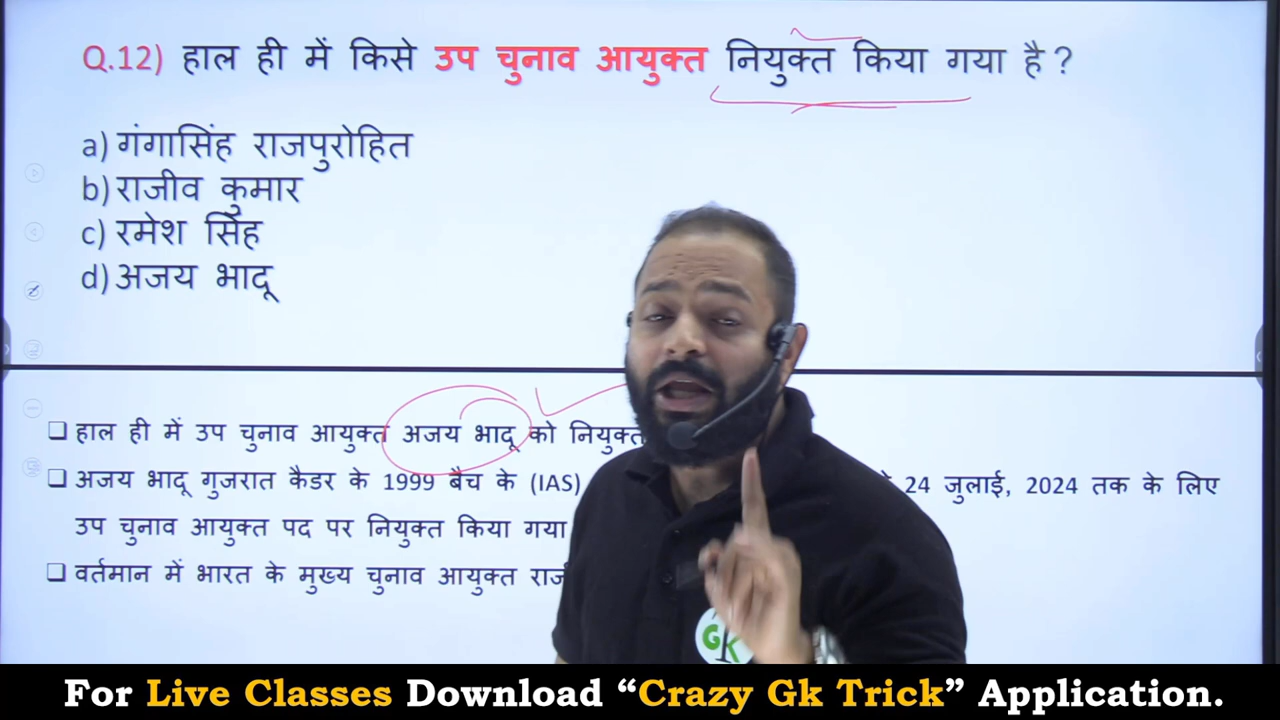 Q.12) हाल ही में किसे उप चुनाव आयुक्त नियुक्त किया गया है ?
a) गंगासिंह राजपुरोहित
b) राजीव कुमार
c) रमेश सिंह
d) अजय भादू
❑ हाल ही में उप चुनाव आयुक्त अजय भादू को नियुक्त
❑ अजय भादू गुजरात कैडर के 1999 बैच के (IAS) 24 जुलाई, 2024 तक के लिए
उप चुनाव आयुक्त पद पर नियुक्त किया गया
❑ वर्तमान में भारत के मुख्य चुनाव आयुक्त
GK
For Live Classes Download “Crazy Gk Trick” Application.